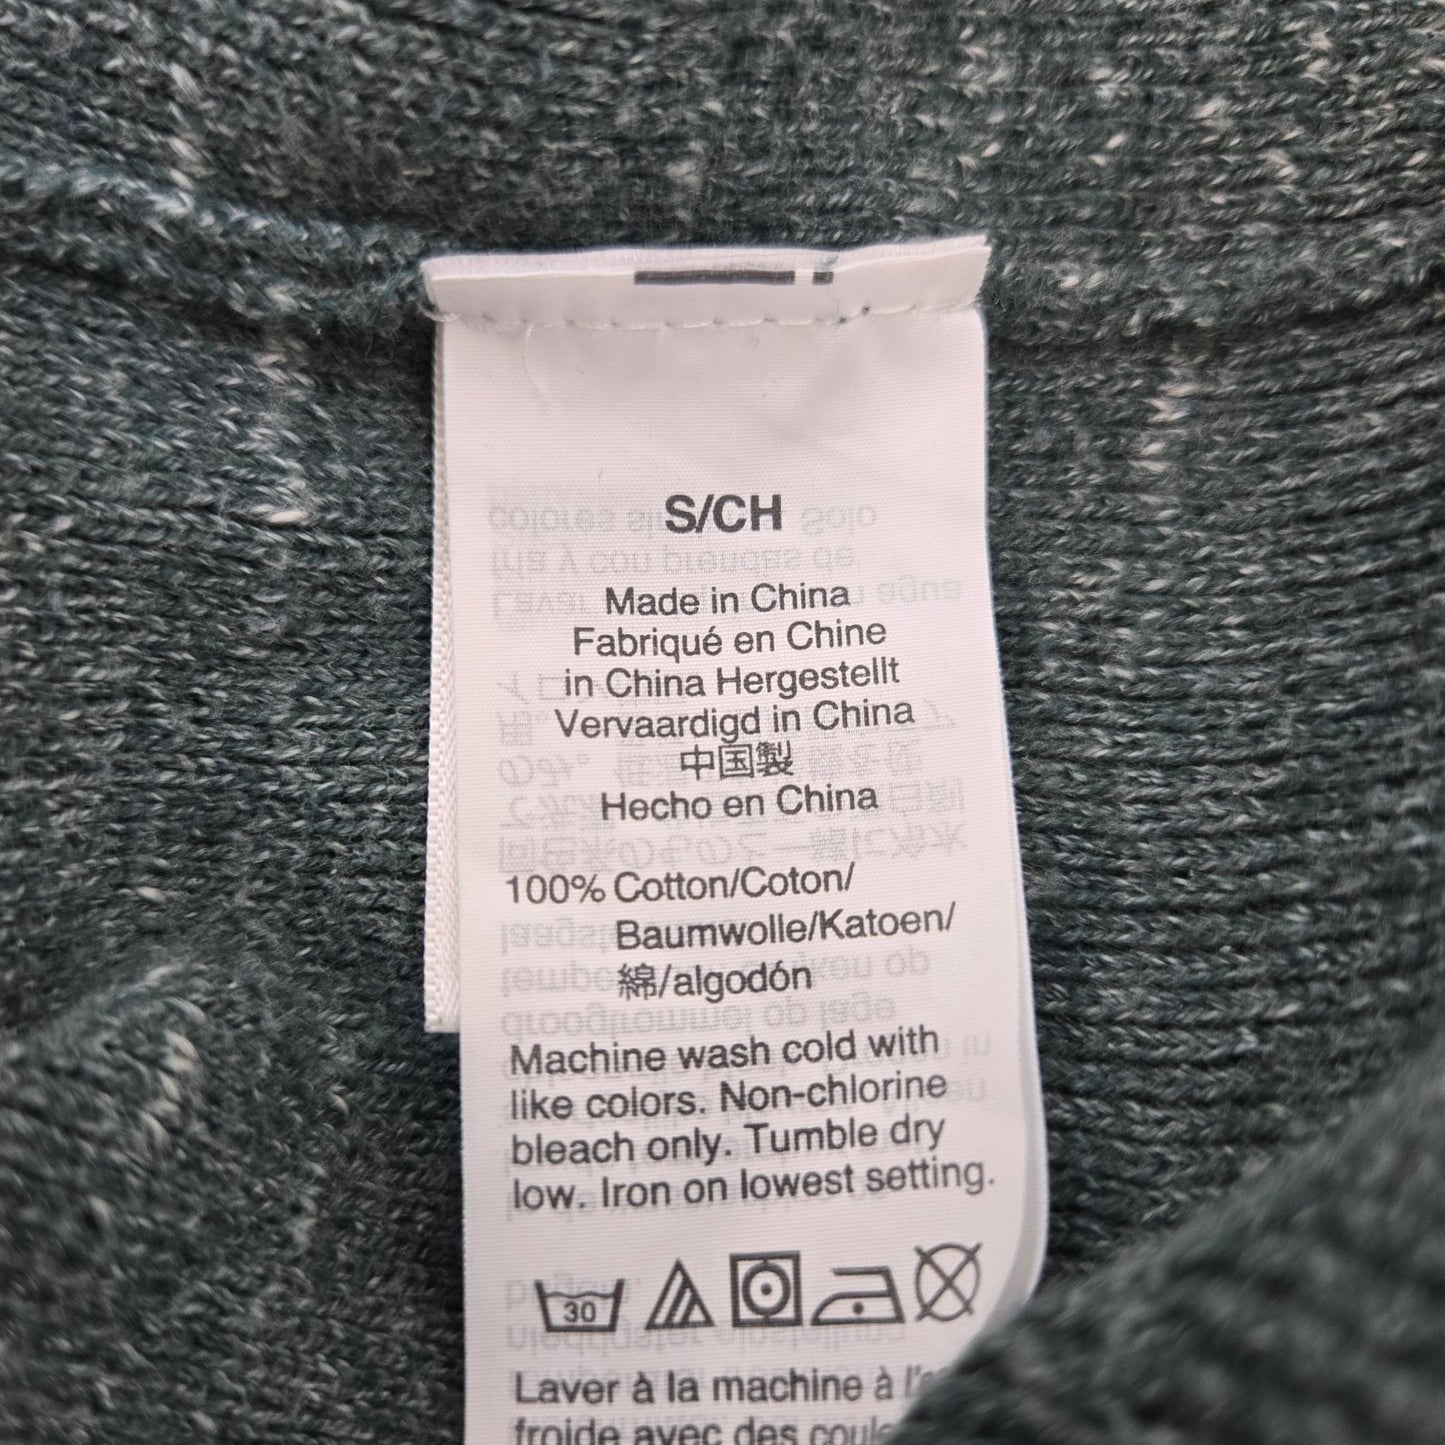 S/CH
Made in China
Fabriqué en Chine
in China Hergestellt
Vervaardigd in China
中国製
Hecho en China
100% Cotton/Coton/
Baumwolle/Katoen/
綿/algodón
Machine wash cold with
like colors. Non-chlorine
bleach only. Tumble dry
low. Iron on lowest setting.
30
Laver à la machine à
froide avec des